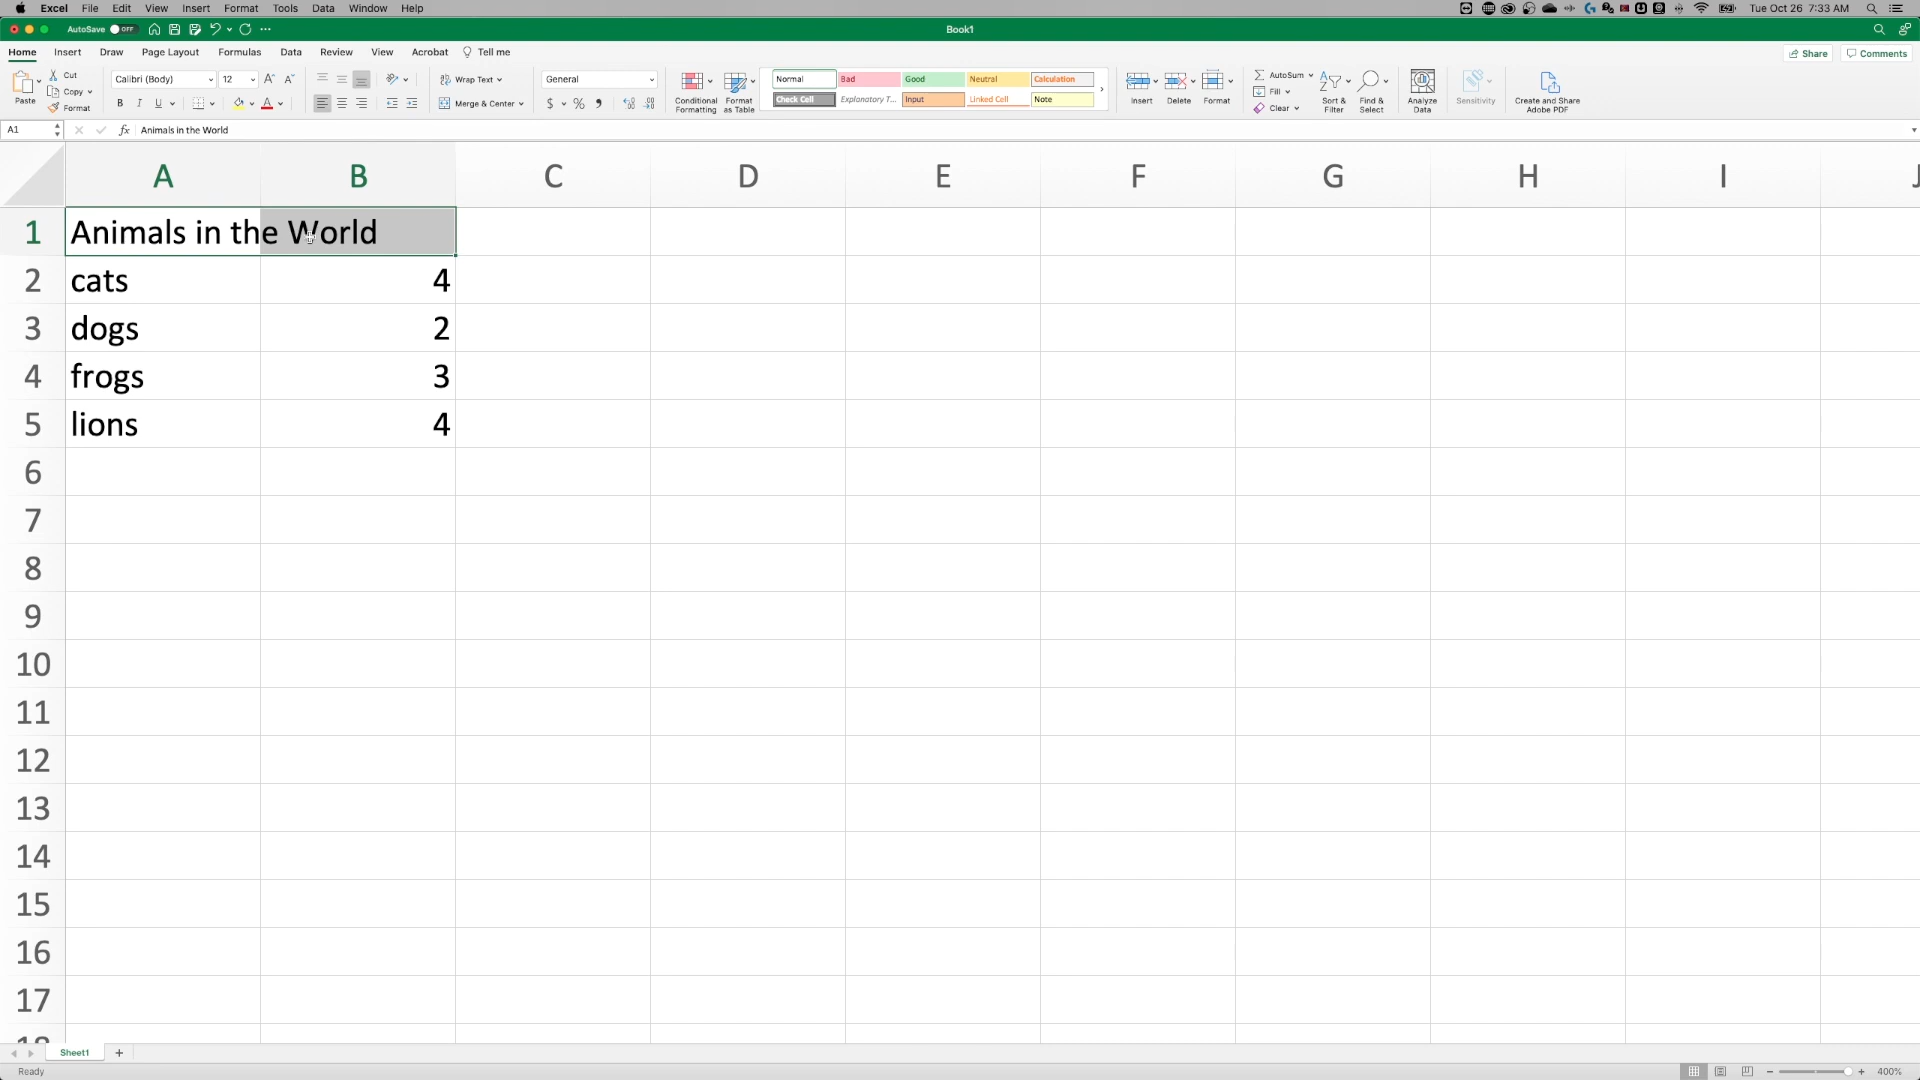 Excel File Edit View Insert Format Tools Data Window Help Tue Oct 26 7:33 AM
AutoSave OFF Book1
Home Insert Draw Page Layout Formulas Data Review View Acrobat Tell me Share Comments
Paste Cut Copy Format
Calibri (Body) 12 A A
B I U A
Wrap Text
Merge & Center
General
$ % ,
Conditional Formatting
Format as Table
Normal Bad Good Neutral Calculation
Check Cell Explanatory T... Input Linked Cell Note
Insert Delete Format
AutoSum
Fill
Clear
Sort & Filter
Find & Select
Analyze Data
Sensitivity
Create and Share Adobe PDF
A1 fx Animals in the World
A B C D E F G H I J
1 Animals in the World
2 cats 4
3 dogs 2
4 frogs 3
5 lions 4
6
7
8
9
10
11
12
13
14
15
16
17
18
Sheet1 +
Ready 400%